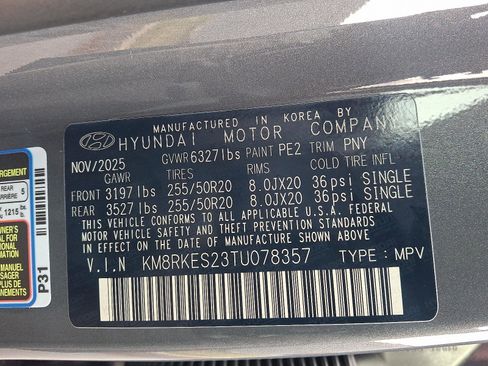 MANUFACTURED IN KOREA BY
HYUNDAI MOTOR COMPANY
NOV/2025 GVWR 6327lbs PAINT PE2 TRIM PNY
GAWR TIRES RIMS COLD TIRE INFL
FRONT 3197 lbs 255/50R20 8.0JX20 36psi SINGLE
REAR 3527 lbs 255/50R20 8.0JX20 36psi SINGLE
THIS VEHICLE CONFORMS TO ALL APPLICABLE U.S.A. FEDERAL
MOTOR VEHICLE SAFETY AND THEFT PREVENTION STANDARDS
IN EFFECT ON THE DATE OF MANUFACTURE SHOWN ABOVE.
V.I.N KM8RKES23TU078357 TYPE : MPV
REAR
5
1215
P31